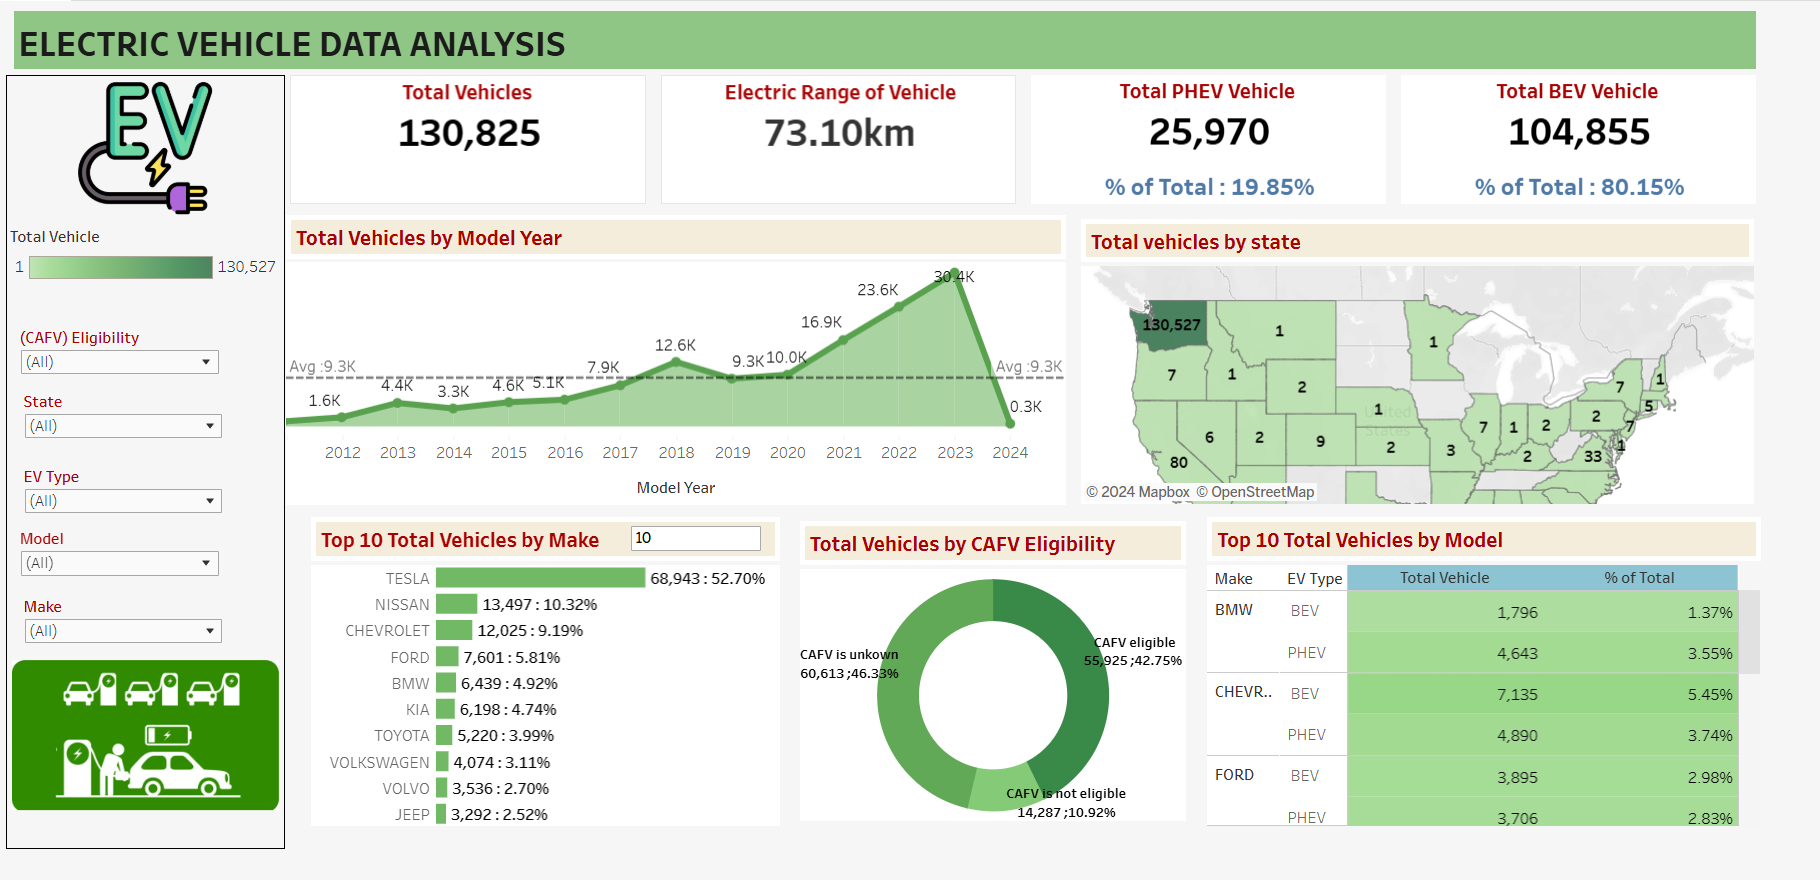 ELECTRIC VEHICLE DATA ANALYSIS
EV
Total Vehicle
1 130,527
(CAFV) Eligibility
(All)
State
(All)
EV Type
(All)
Model
(All)
Make
(All)
Total Vehicles
130,825
Electric Range of Vehicle
73.10km
Total PHEV Vehicle
25,970
% of Total : 19.85%
Total BEV Vehicle
104,855
% of Total : 80.15%
Total Vehicles by Model Year
30.4K
23.6K
16.9K
12.6K
7.9K
9.3K 10.0K
Avg :9.3K
Avg :9.3K
4.4K
3.3K
4.6K
5.1K
1.6K
0.3K
2012 2013 2014 2015 2016 2017 2018 2019 2020 2021 2022 2023 2024
Model Year
Total vehicles by state
130,527
1
1
7
1
2
7
1
1
United
States
5
6
2
9
2
3
7
1
2
2
7
1
80
2
33
© 2024 Mapbox © OpenStreetMap
Top 10 Total Vehicles by Make 10
TESLA 68,943 : 52.70%
NISSAN 13,497 : 10.32%
CHEVROLET 12,025 : 9.19%
FORD 7,601 : 5.81%
BMW 6,439 : 4.92%
KIA 6,198 : 4.74%
TOYOTA 5,220 : 3.99%
VOLKSWAGEN 4,074 : 3.11%
VOLVO 3,536 : 2.70%
JEEP 3,292 : 2.52%
Total Vehicles by CAFV Eligibility
CAFV eligible
55,925 ;42.75%
CAFV is unkown
60,613 ;46.33%
CAFV is not eligible
14,287 ;10.92%
Top 10 Total Vehicles by Model
Make EV Type Total Vehicle % of Total
BMW BEV 1,796 1.37%
PHEV 4,643 3.55%
CHEVR.. BEV 7,135 5.45%
PHEV 4,890 3.74%
FORD BEV 3,895 2.98%
PHEV 3,706 2.83%